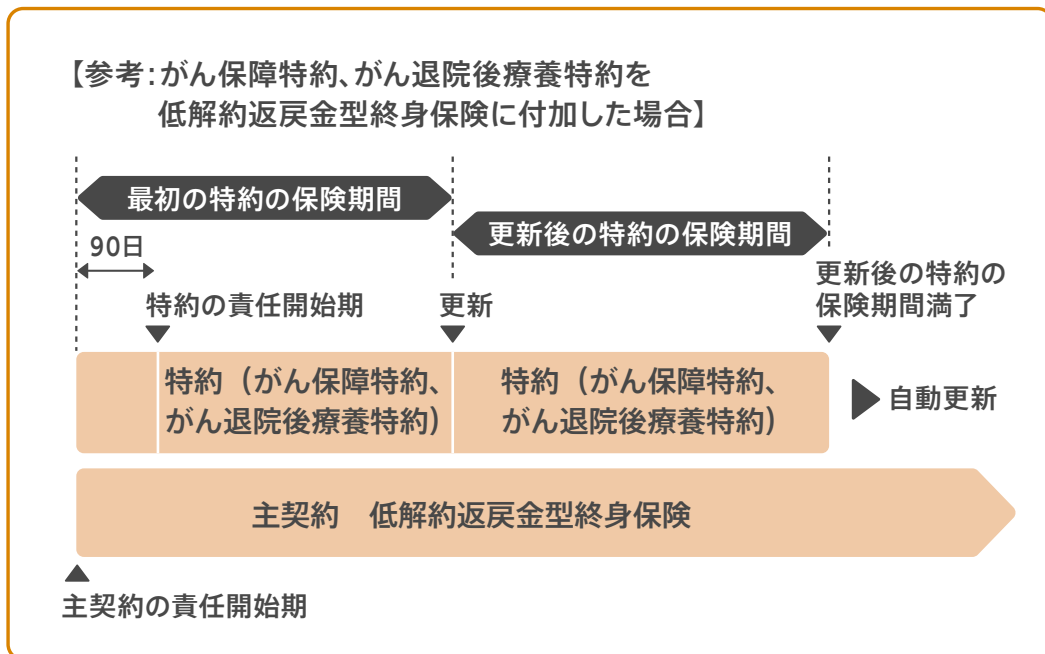 【参考:がん保障特約、がん退院後療養特約を
低解約返戻金型終身保険に付加した場合】
最初の特約の保険期間
更新後の特約の保険期間
90日
特約の責任開始期
更新
更新後の特約の
保険期間満了
特約（がん保障特約、
がん退院後療養特約）
特約（がん保障特約、
がん退院後療養特約）
自動更新
主契約　低解約返戻金型終身保険
主契約の責任開始期